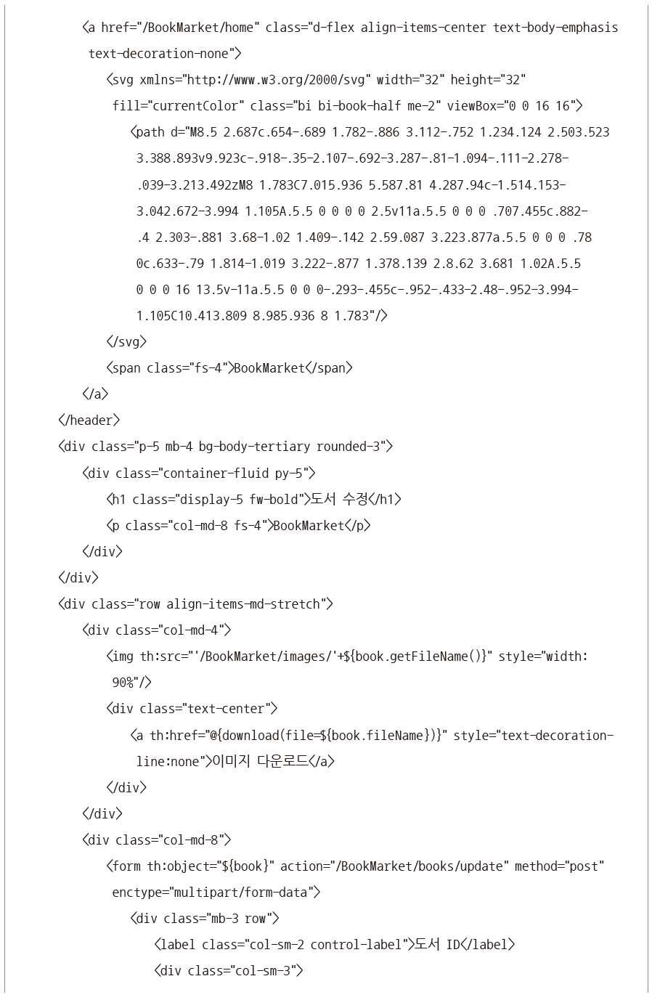 <a href="/BookMarket/home" class="d-flex align-items-center text-body-emphasis
text-decoration-none">
<svg xmlns="http://www.w3.org/2000/svg" width="32" height="32"
fill="currentColor" class="bi bi-book-half me-2" viewBox="0 0 16 16">
<path d="M8.5 2.687c.654-.689 1.782-.886 3.112-.752 1.234.124 2.503.523
3.388.893v9.923c-.918-.35-2.107-.692-3.287-.81-1.094-.111-2.278-
.039-3.213.492zM8 1.783C7.015.936 5.587.81 4.287.94c-1.514.153-
3.042.672-3.994 1.105A.5.5 0 0 0 0 2.5v11a.5.5 0 0 0 .707.455c.882-
.4 2.303-.881 3.68-1.02 1.409-.142 2.59.087 3.223.877a.5.5 0 0 0 .78
0c.633-.79 1.814-1.019 3.222-.877 1.378.139 2.8.62 3.681 1.02A.5.5
0 0 0 16 13.5v-11a.5.5 0 0 0-.293-.455c-.952-.433-2.48-.952-3.994-
1.105C10.413.809 8.985.936 8 1.783"/>
</svg>
<span class="fs-4">BookMarket</span>
</a>
</header>
<div class="p-5 mb-4 bg-body-tertiary rounded-3">
<div class="container-fluid py-5">
<h1 class="display-5 fw-bold">도서 수정</h1>
<p class="col-md-8 fs-4">BookMarket</p>
</div>
</div>
<div class="row align-items-md-stretch">
<div class="col-md-4">
<img th:src="'/BookMarket/images/'+${book.getFileName()}" style="width:
90%"/>
<div class="text-center">
<a th:href="@{download(file=${book.fileName})}" style="text-decoration-
line:none">이미지 다운로드</a>
</div>
</div>
<div class="col-md-8">
<form th:object="${book}" action="/BookMarket/books/update" method="post"
enctype="multipart/form-data">
<div class="mb-3 row">
<label class="col-sm-2 control-label">도서 ID</label>
<div class="col-sm-3">